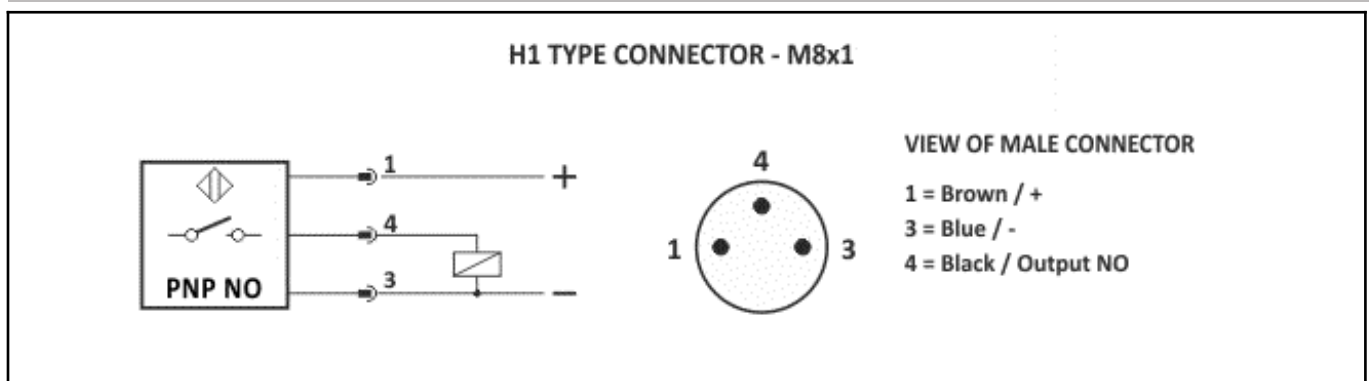 H1 TYPE CONNECTOR - M8x1
1
+
4
3
−
PNP NO
4
1
3
VIEW OF MALE CONNECTOR
1 = Brown / +
3 = Blue / -
4 = Black / Output NO